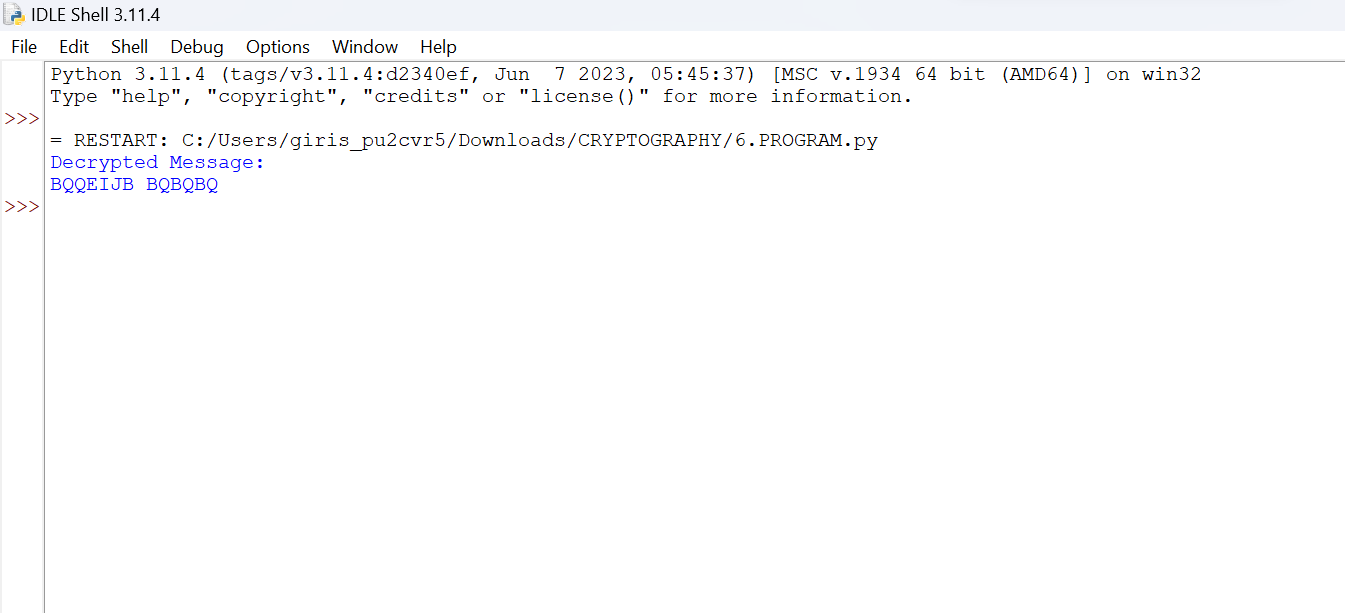 IDLE Shell 3.11.4
File Edit Shell Debug Options Window Help
Python 3.11.4 (tags/v3.11.4:d2340ef, Jun  7 2023, 05:45:37) [MSC v.1934 64 bit (AMD64)] on win32
Type "help", "copyright", "credits" or "license()" for more information.
>>>
= RESTART: C:/Users/giris_pu2cvr5/Downloads/CRYPTOGRAPHY/6.PROGRAM.py
Decrypted Message:
BQQEIJB BQBQBQ
>>>